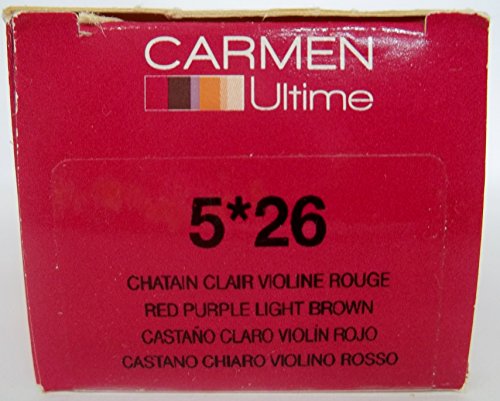 CARMEN
Ultime
5*26
CHATAIN CLAIR VIOLINE ROUGE
RED PURPLE LIGHT BROWN
CASTAÑO CLARO VIOLÍN ROJO
CASTANO CHIARO VIOLINO ROSSO